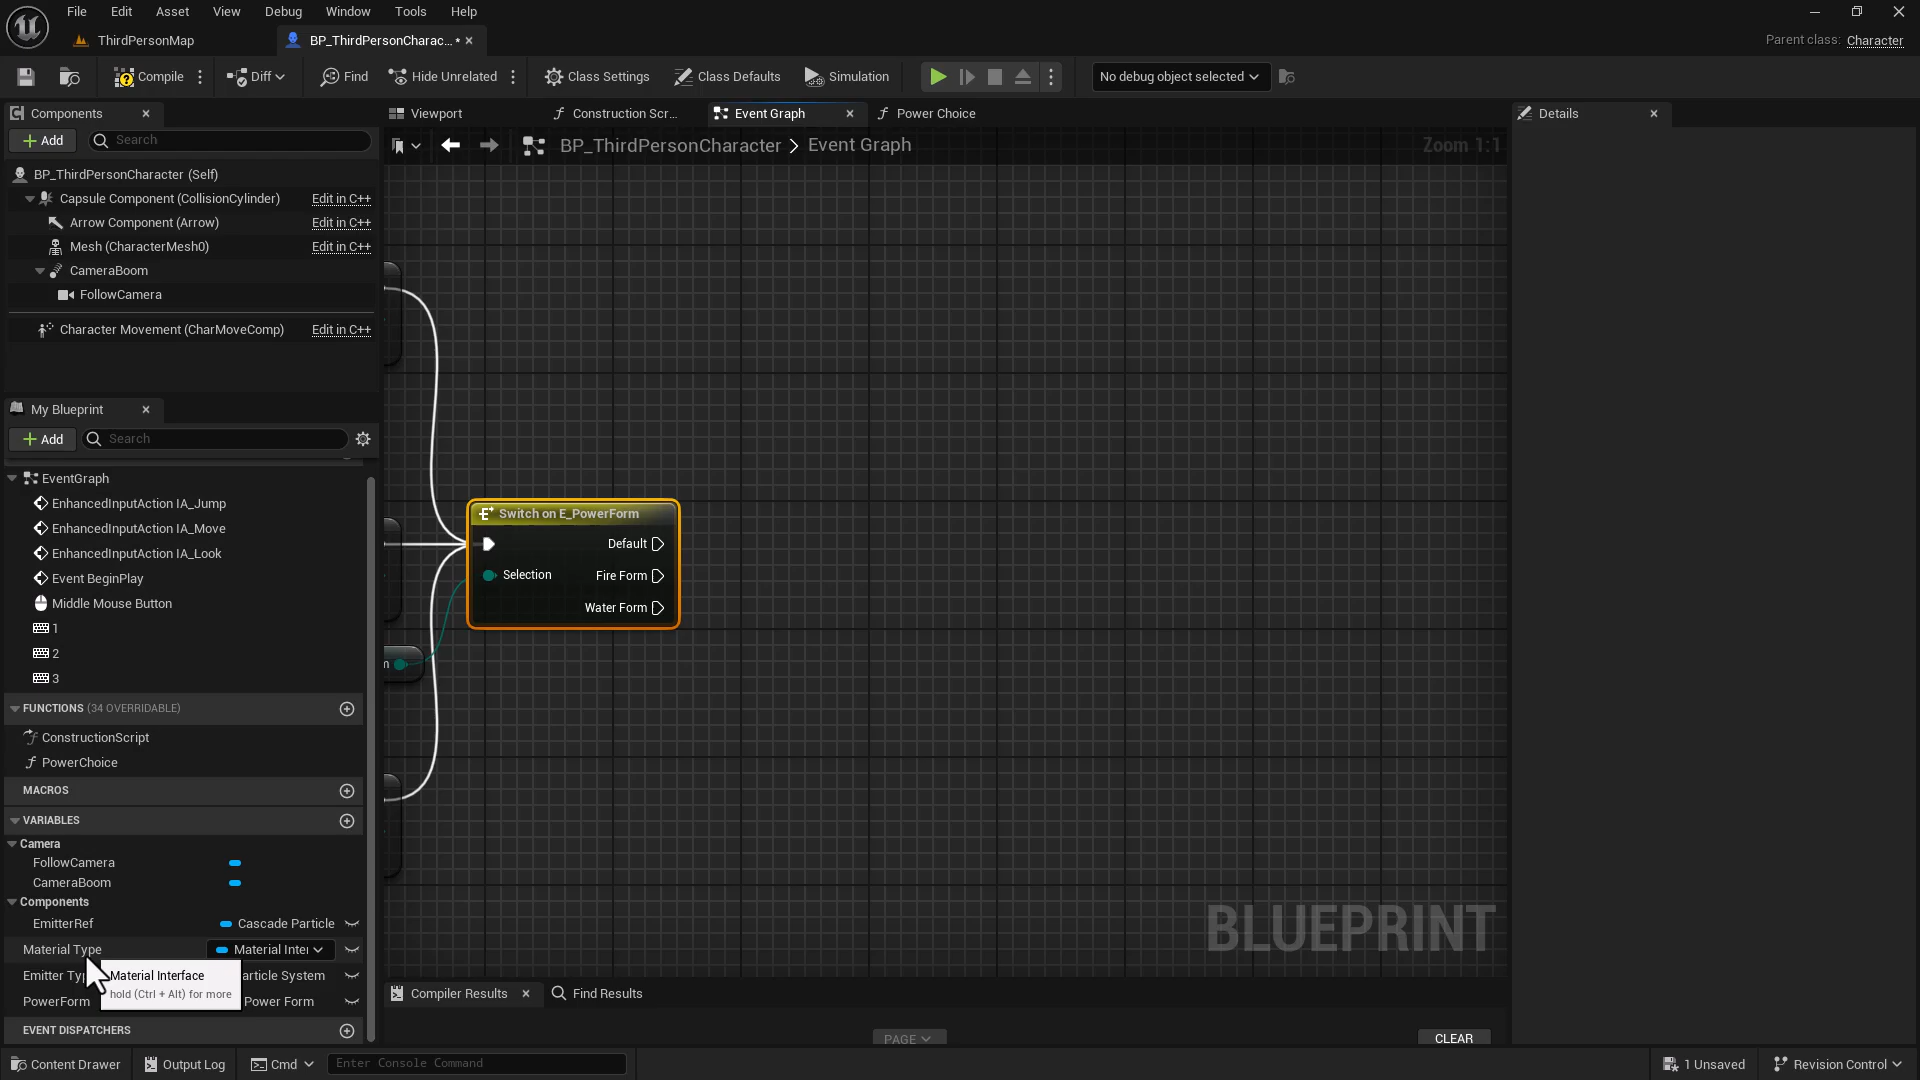 File Edit Asset View Debug Window Tools Help
ThirdPersonMap
BP_ThirdPersonCharac... *
Parent class: Character
Compile
Diff
Find
Hide Unrelated
Class Settings
Class Defaults
Simulation
No debug object selected
Components
Add
Search
BP_ThirdPersonCharacter (Self)
Capsule Component (CollisionCylinder) Edit in C++
Arrow Component (Arrow) Edit in C++
Mesh (CharacterMesh0) Edit in C++
CameraBoom
FollowCamera
Character Movement (CharMoveComp) Edit in C++
My Blueprint
Add
Search
EventGraph
EnhancedInputAction IA_Jump
EnhancedInputAction IA_Move
EnhancedInputAction IA_Look
Event BeginPlay
Middle Mouse Button
1
2
3
FUNCTIONS (34 OVERRIDABLE)
ConstructionScript
PowerChoice
MACROS
VARIABLES
Camera
FollowCamera
CameraBoom
Components
EmitterRef Cascade Particle
Material Type Material Inter
Emitter Typ article System
PowerForm Power Form
Material Interface
hold (Ctrl + Alt) for more
EVENT DISPATCHERS
Viewport
Construction Scr...
Event Graph
Power Choice
BP_ThirdPersonCharacter > Event Graph
Zoom 1:1
m
Switch on E_PowerForm
Default
Selection
Fire Form
Water Form
BLUEPRINT
Compiler Results
Find Results
PAGE
CLEAR
Details
Content Drawer
Output Log
Cmd
Enter Console Command
1 Unsaved
Revision Control